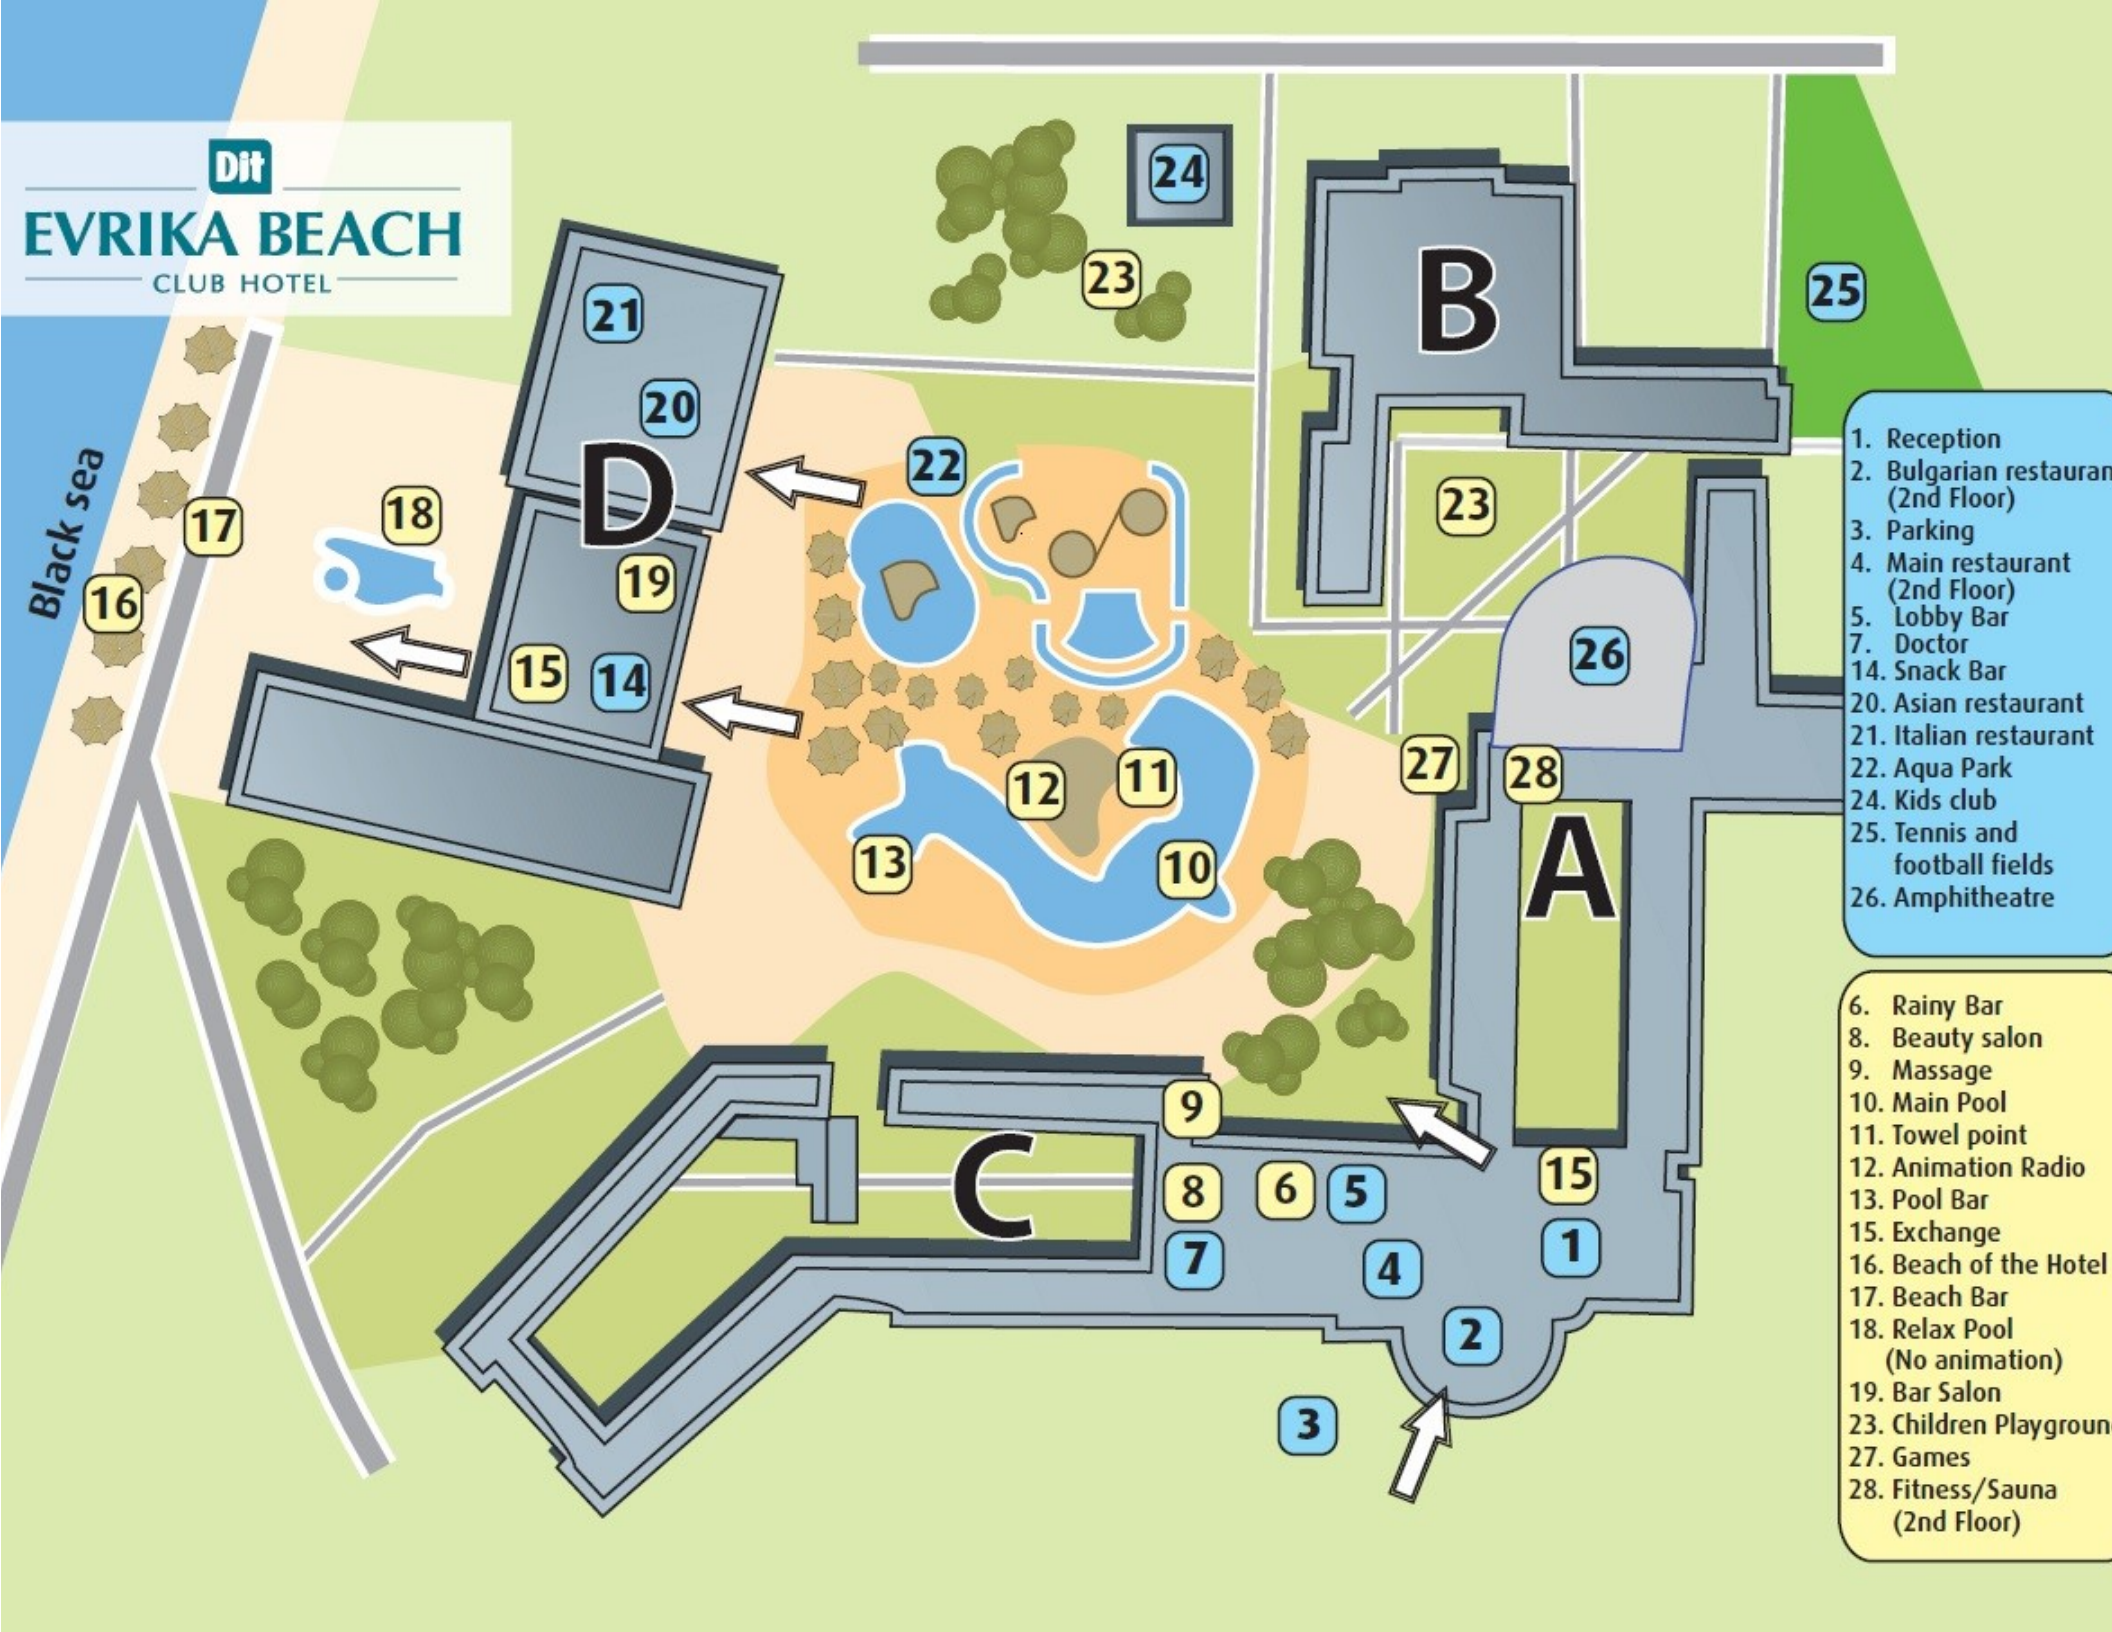 Dit
EVRIKA BEACH
CLUB HOTEL
Black sea
24
23
B
25
21
20
D
22
18
17
16
19
15
14
23
26
27
28
12
11
13
10
A
C
9
8
6
5
15
7
4
1
2
3
1. Reception
2. Bulgarian restauran
(2nd Floor)
3. Parking
4. Main restaurant
(2nd Floor)
5. Lobby Bar
7. Doctor
14. Snack Bar
20. Asian restaurant
21. Italian restaurant
22. Aqua Park
24. Kids club
25. Tennis and
football fields
26. Amphitheatre
6. Rainy Bar
8. Beauty salon
9. Massage
10. Main Pool
11. Towel point
12. Animation Radio
13. Pool Bar
15. Exchange
16. Beach of the Hotel
17. Beach Bar
18. Relax Pool
(No animation)
19. Bar Salon
23. Children Playgroun
27. Games
28. Fitness/Sauna
(2nd Floor)